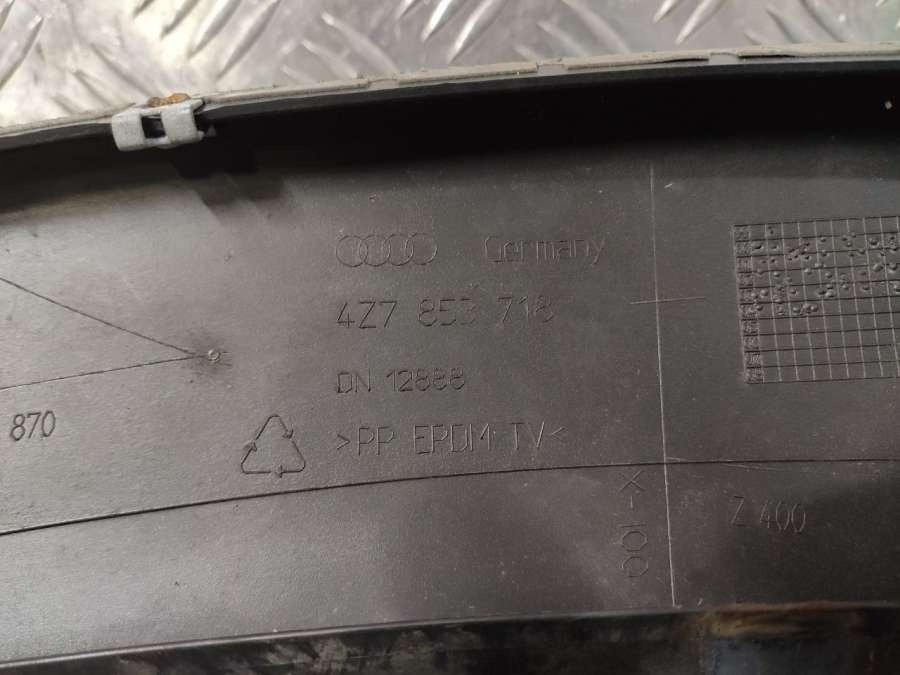 Germany
4Z7 853 718
DN 12888
870
>PP EPDM-TV<
X-100
Z 400